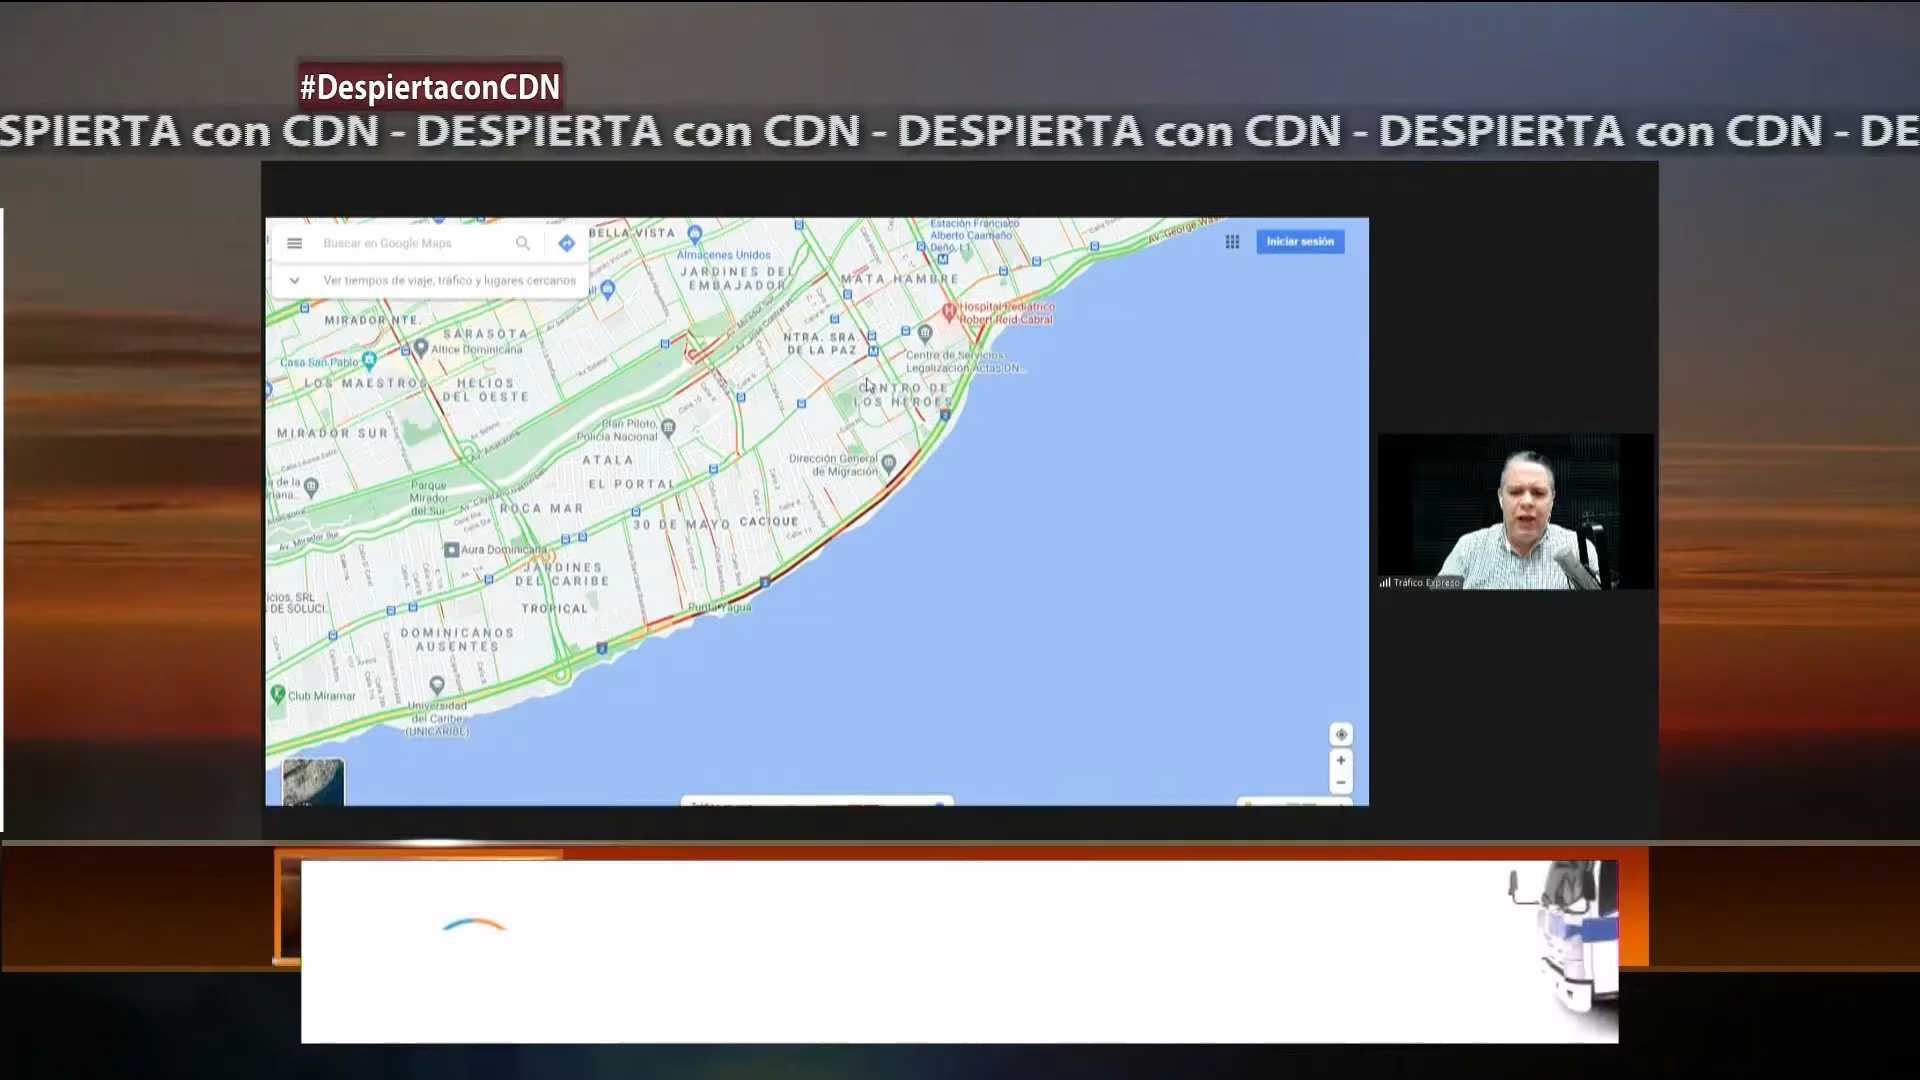 #DespiertaconCDN
SPIERTA con CDN - DESPIERTA con CDN - DESPIERTA con CDN - DESPIERTA con CDN - DE
Buscar en Google Maps
Ver tiempos de viaje, tráfico y lugares cercanos
Iniciar sesión
BELLA VISTA
Almacenes Unidos
JARDINES DEL
EMBAJADOR
Estación Francisco
Alberto Caamaño
Deñó, L1
MATA HAMBRE
Hospital Pediátrico
Robert Reid Cabral
MIRADOR NTE.
SARASOTA
Altice Dominicana
Casa San Pablo
LOS MAESTROS
HELIOS
DEL OESTE
NTRA. SRA.
DE LA PAZ
Centro de Servicios
Legalización Actas DN...
CENTRO DE
LOS HEROES
MIRADOR SUR
Plan Piloto,
Policía Nacional
ATALA
EL PORTAL
Dirección General
de Migración
Parque
Mirador
del Sur
ROCA MAR
30 DE MAYO
CACIQUE
Av. Anacaona
Av. Mirador Sur
Aura Dominicana
JARDINES
DEL CARIBE
TROPICAL
Punta Yagua
DOMINICANOS
AUSENTES
Club Miramar
Universidad
del Caribe
(UNICARIBE)
Tráfico Expreso